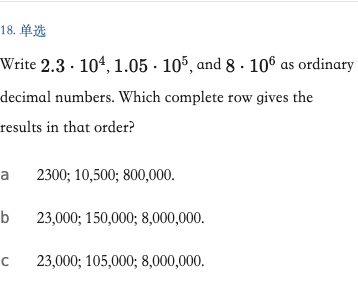 18. 单选
Write 2.3 · 10⁴, 1.05 · 10⁵, and 8 · 10⁶ as ordinary
decimal numbers. Which complete row gives the
results in that order?
a 2300; 10,500; 800,000.
b 23,000; 150,000; 8,000,000.
c 23,000; 105,000; 8,000,000.